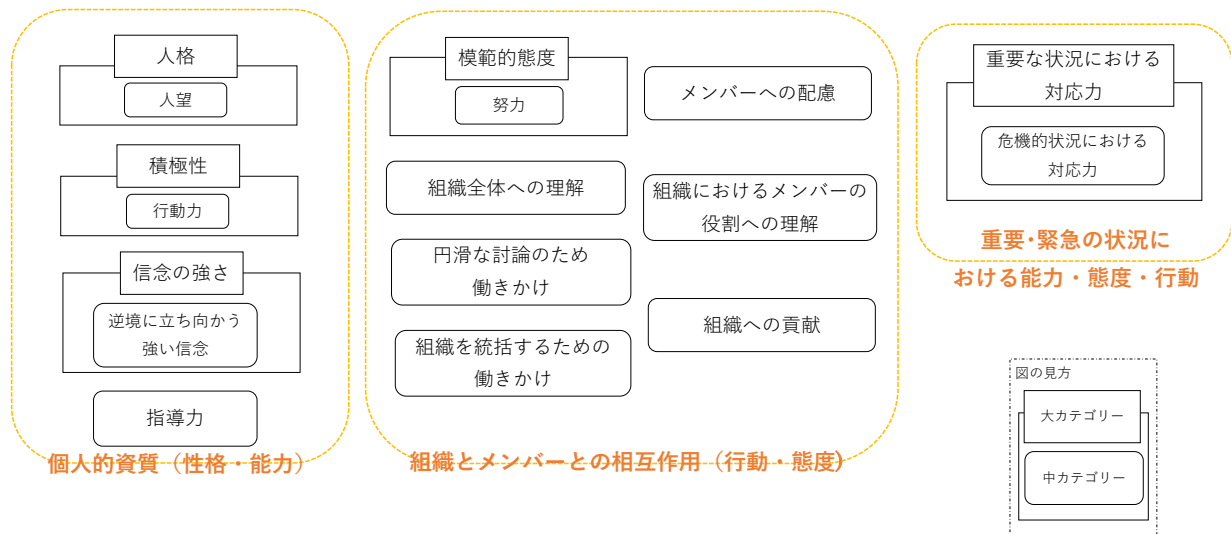 人格
人望
積極性
行動力
信念の強さ
逆境に立ち向かう
強い信念
指導力
個人的資質（性格・能力）
模範的態度
努力
メンバーへの配慮
組織全体への理解
組織におけるメンバーの
役割への理解
円滑な討論のため
働きかけ
組織への貢献
組織を統括するための
働きかけ
組織とメンバーとの相互作用（行動・態度）
重要な状況における
対応力
危機的状況における
対応力
重要・緊急の状況に
おける能力・態度・行動
図の見方
大カテゴリー
中カテゴリー